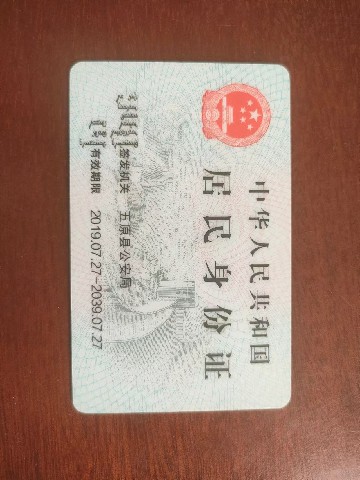 中华人民共和国
居民身份证
签发机关 五原县公安局
有效期限 2019.07.27-2039.07.27